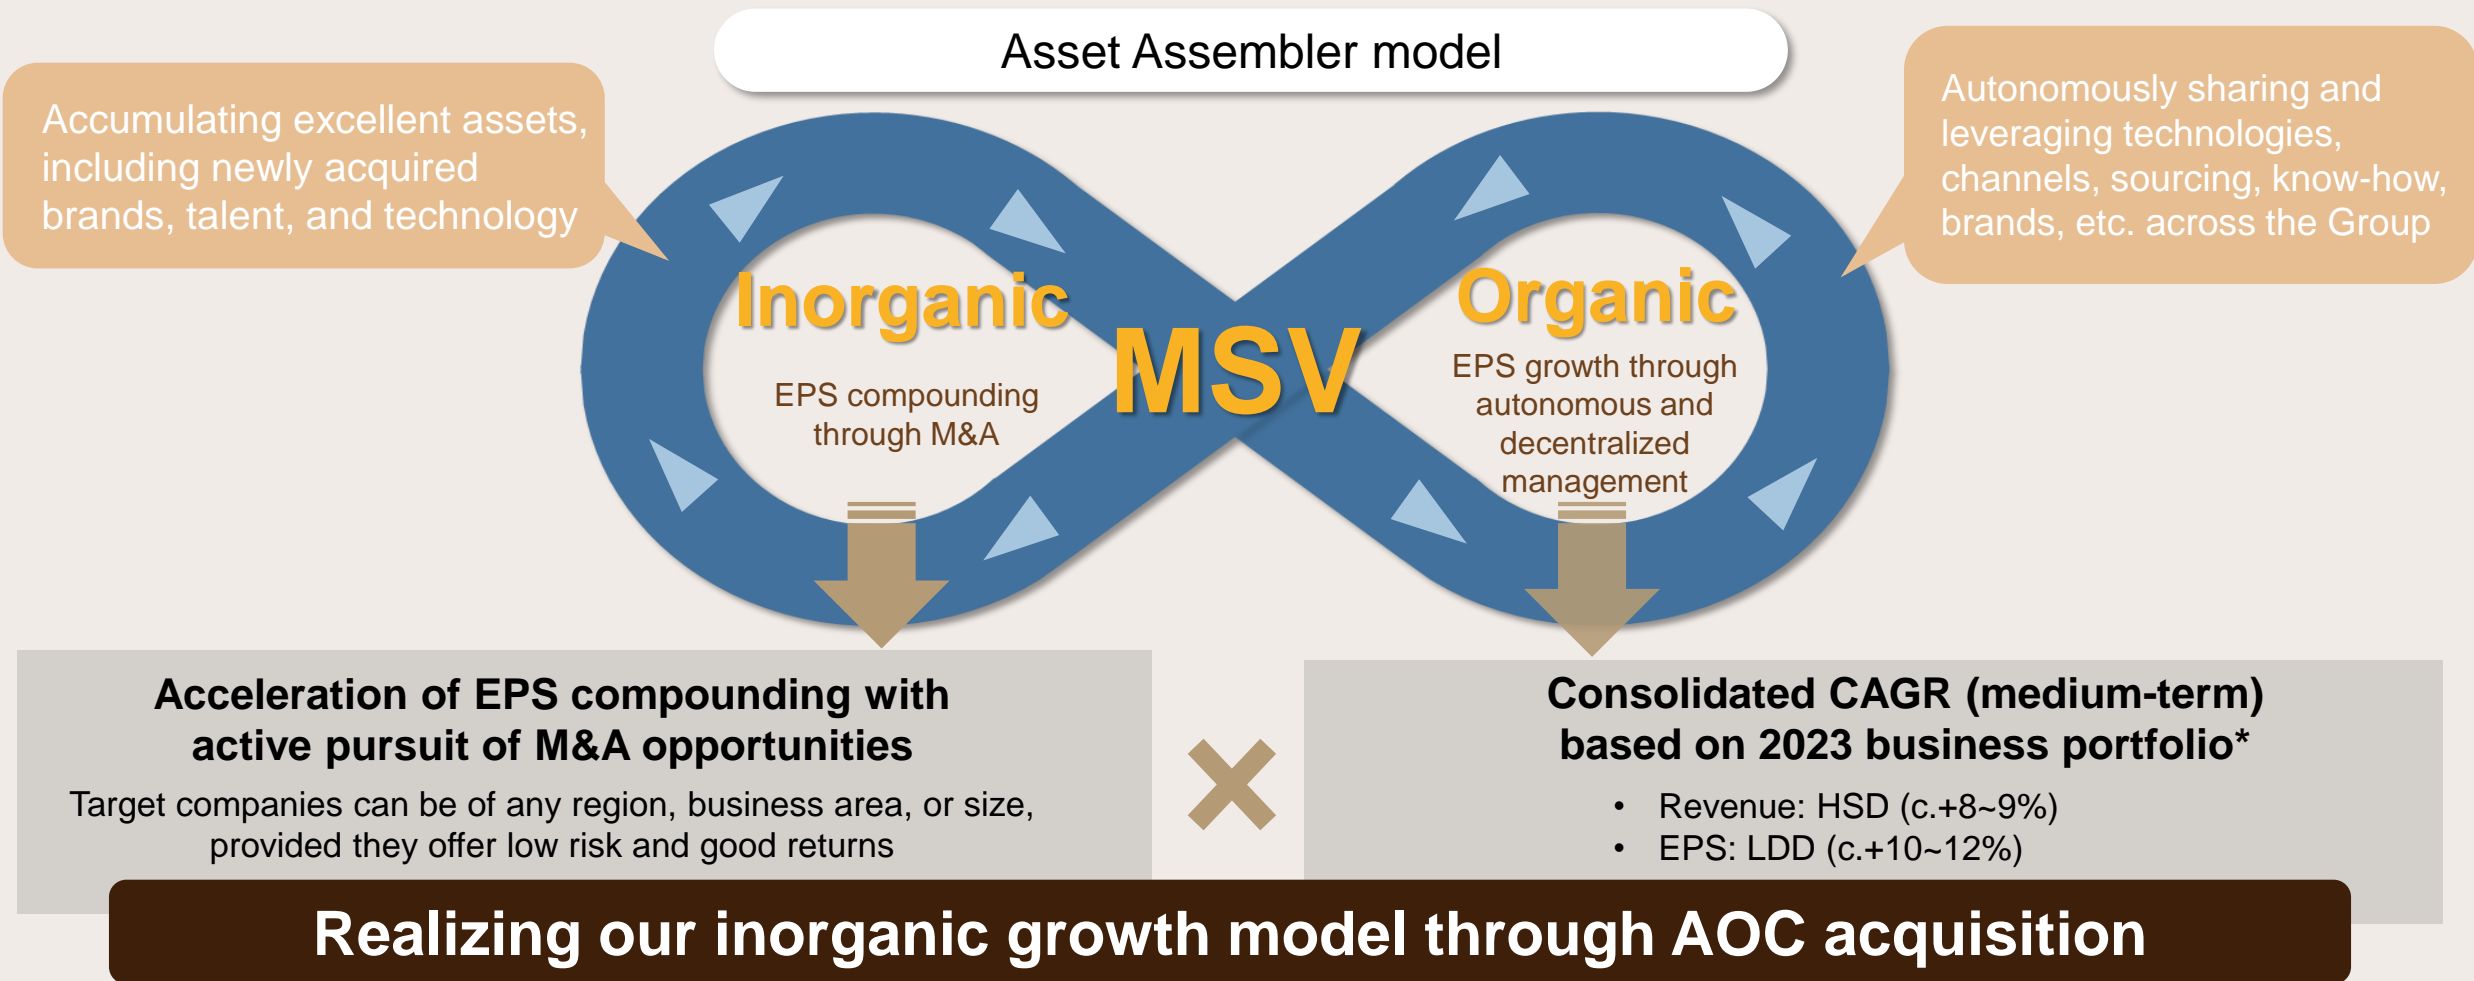 Asset Assembler model
Accumulating excellent assets,
including newly acquired
brands, talent, and technology
Autonomously sharing and
leveraging technologies,
channels, sourcing, know-how,
brands, etc. across the Group
Inorganic
EPS compounding
through M&A
MSV
Organic
EPS growth through
autonomous and
decentralized
management
Acceleration of EPS compounding with
active pursuit of M&A opportunities
Target companies can be of any region, business area, or size,
provided they offer low risk and good returns
Consolidated CAGR (medium-term)
based on 2023 business portfolio*
• Revenue: HSD (c.+8~9%)
• EPS: LDD (c.+10~12%)
Realizing our inorganic growth model through AOC acquisition